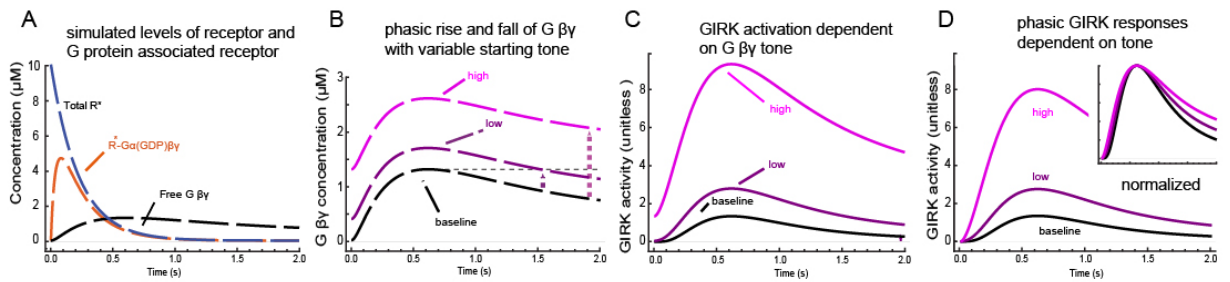 A
simulated levels of receptor and
G protein associated receptor
Concentration (µM)
10
8
6
4
2
0
Total R*
R*-Gα(GDP)βγ
Free G βγ
0.0 0.5 1.0 1.5 2.0
Time (s)
B
phasic rise and fall of G βγ
with variable starting tone
G βγ concentration (µM)
3
2
1
0
high
low
baseline
0.0 0.5 1.0 1.5 2.0
Time (s)
C
GIRK activation dependent
on G βγ tone
GIRK activity (unitless)
10
8
6
4
2
0
high
low
baseline
0.0 0.5 1.0 1.5 2.0
Time (s)
D
phasic GIRK responses
dependent on tone
GIRK activity (unitless)
10
8
6
4
2
0
high
low
baseline
normalized
0.0 0.5 1.0 1.5 2.0
Time (s)